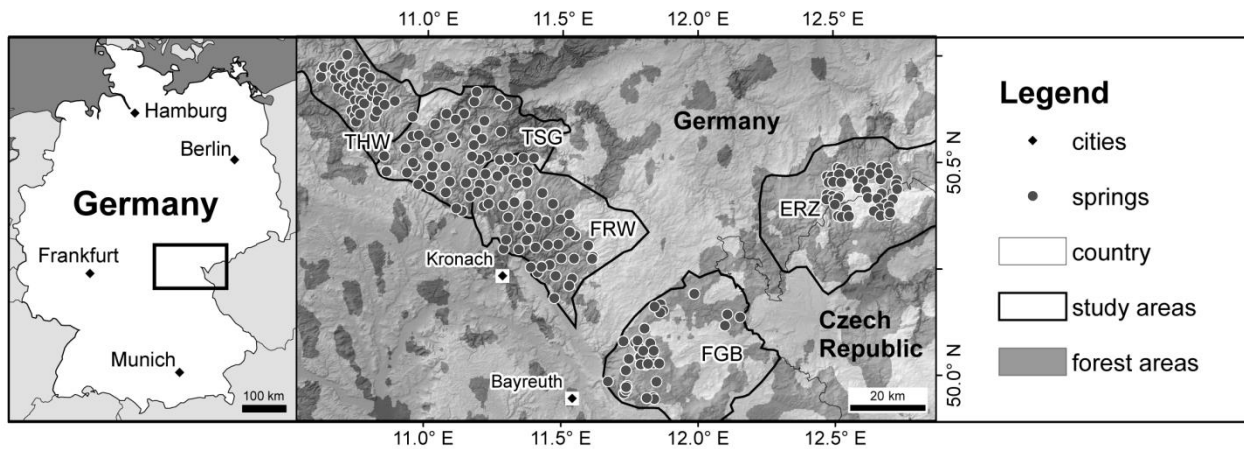 11.0° E
11.5° E
12.0° E
12.5° E
Hamburg
Berlin
Germany
Frankfurt
Munich
100 km
THW
TSG
Germany
ERZ
FRW
Kronach
Czech
Republic
FGB
Bayreuth
20 km
50.5° N
50.0° N
11.0° E
11.5° E
12.0° E
12.5° E
Legend
cities
springs
country
study areas
forest areas